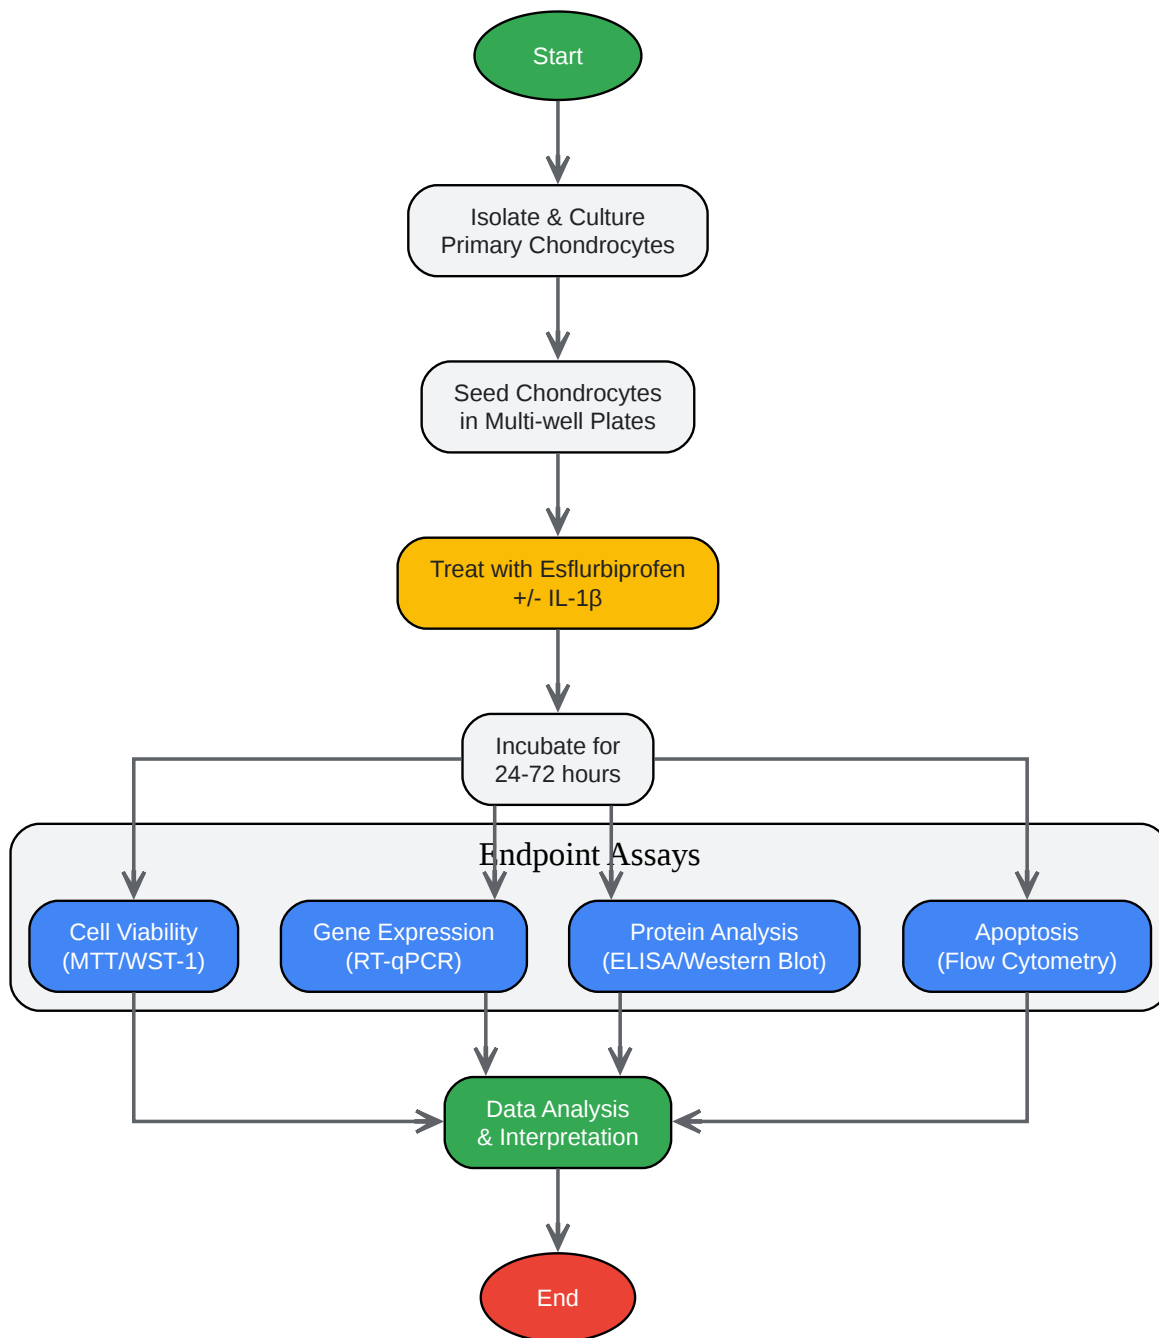 Start
Isolate & Culture
Primary Chondrocytes
Seed Chondrocytes
in Multi-well Plates
Treat with Esflurbiprofen
+/- IL-1β
Incubate for
24-72 hours
Endpoint Assays
Cell Viability
(MTT/WST-1)
Gene Expression
(RT-qPCR)
Protein Analysis
(ELISA/Western Blot)
Apoptosis
(Flow Cytometry)
Data Analysis
& Interpretation
End